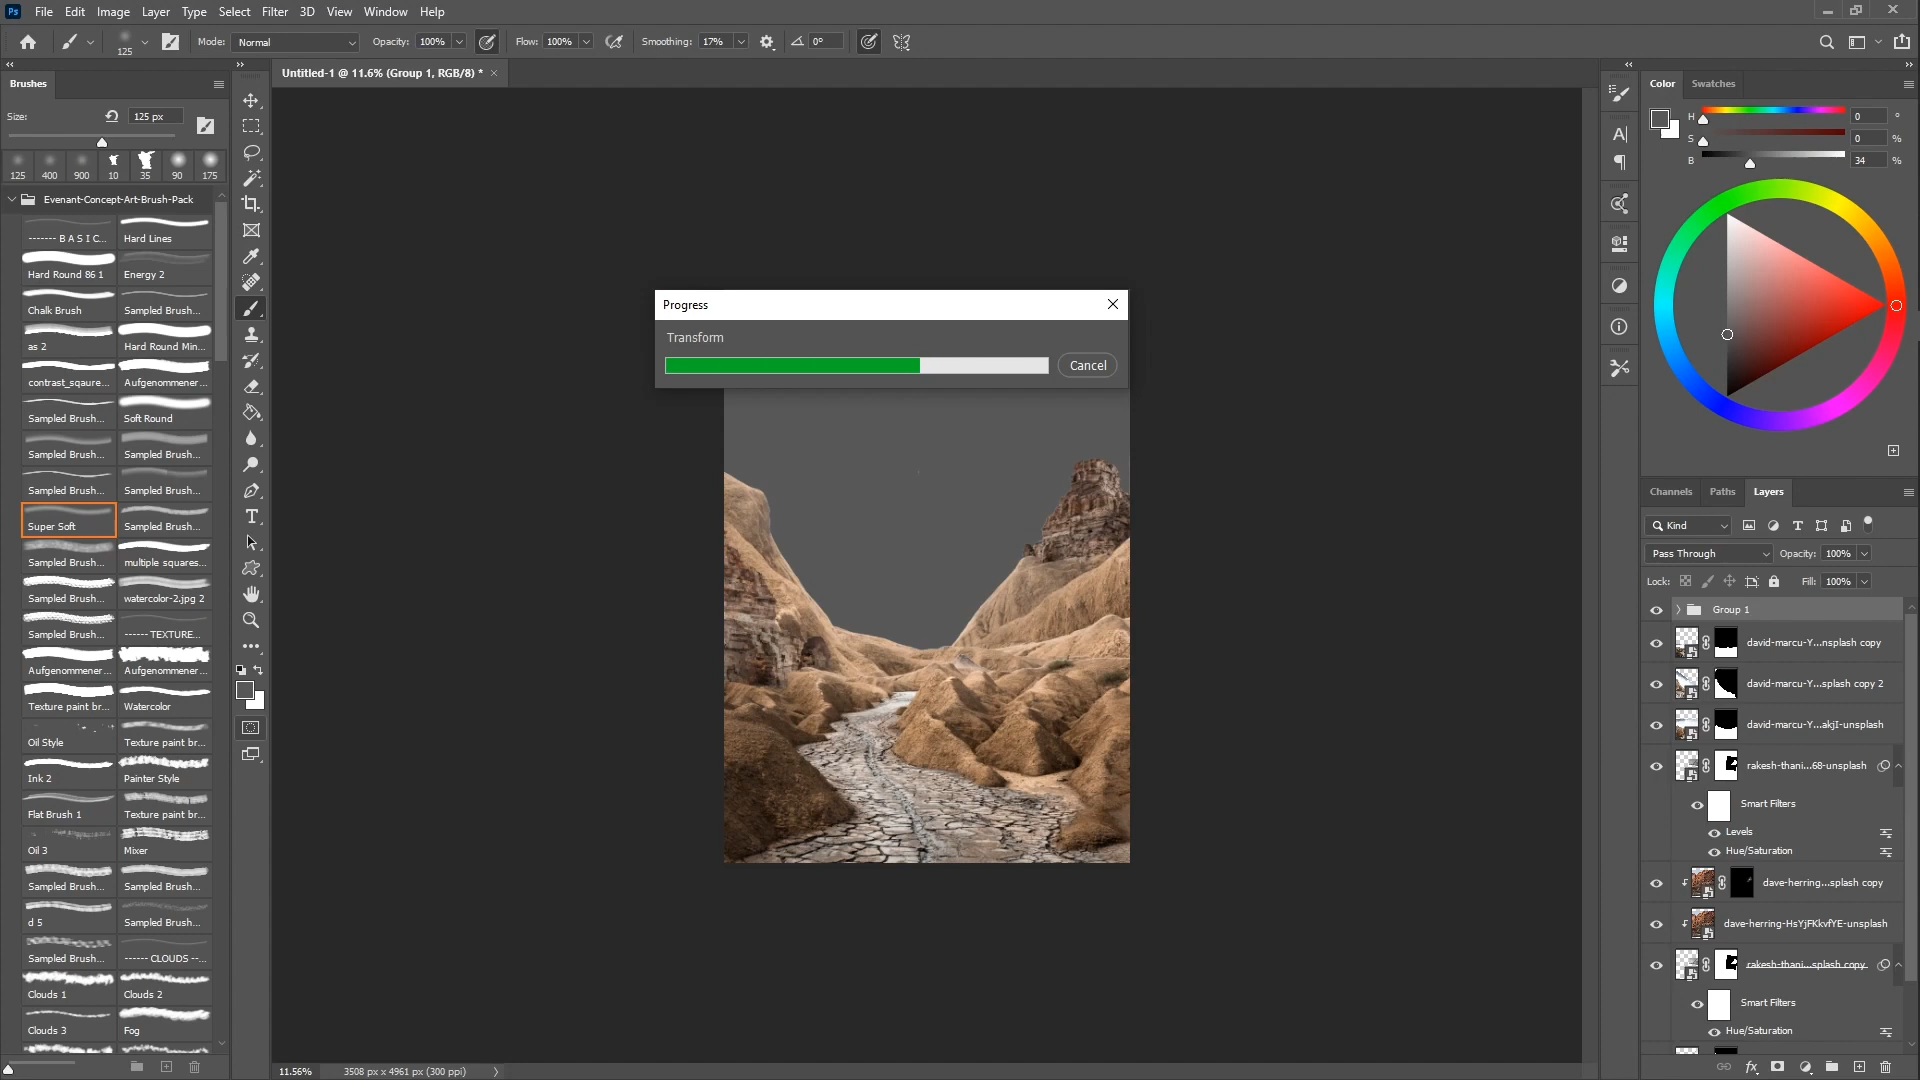 Ps File Edit Image Layer Type Select Filter 3D View Window Help
125 Mode: Normal Opacity: 100% Flow: 100% Smoothing: 17% 0°
Untitled-1 @ 11.6% (Group 1, RGB/8) *
Brushes
Size: 125 px
125 400 900 10 35 90 175
Evenant-Concept-Art-Brush-Pack
------- B A S I C... Hard Lines
Hard Round 86 1 Energy 2
Chalk Brush Sampled Brush...
as 2 Hard Round Min...
contrast_sqaure... Aufgenommener...
Sampled Brush... Soft Round
Sampled Brush... Sampled Brush...
Sampled Brush... Sampled Brush...
Super Soft Sampled Brush...
Sampled Brush... multiple squares...
Sampled Brush... watercolor-2.jpg 2
Sampled Brush... ------ TEXTURE...
Aufgenommener... Aufgenommener...
Texture paint br... Watercolor
Oil Style Texture paint br...
Ink 2 Painter Style
Flat Brush 1 Texture paint br...
Oil 3 Mixer
Sampled Brush... Sampled Brush...
d 5 Sampled Brush...
Sampled Brush... ------ CLOUDS --...
Clouds 1 Clouds 2
Clouds 3 Fog
Progress
Transform
Cancel
11.56% 3508 px x 4961 px (300 ppi)
Color Swatches
H 0 °
S 0 %
B 34 %
Channels Paths Layers
Kind
Pass Through Opacity: 100%
Lock: Fill: 100%
Group 1
david-marcu-Y...nsplash copy
david-marcu-Y...splash copy 2
david-marcu-Y...akjI-unsplash
rakesh-thani...68-unsplash
Smart Filters
Levels
Hue/Saturation
dave-herring...splash copy
dave-herring-HsYjFKkvfYE-unsplash
rakesh-thani...splash copy
Smart Filters
Hue/Saturation
fx